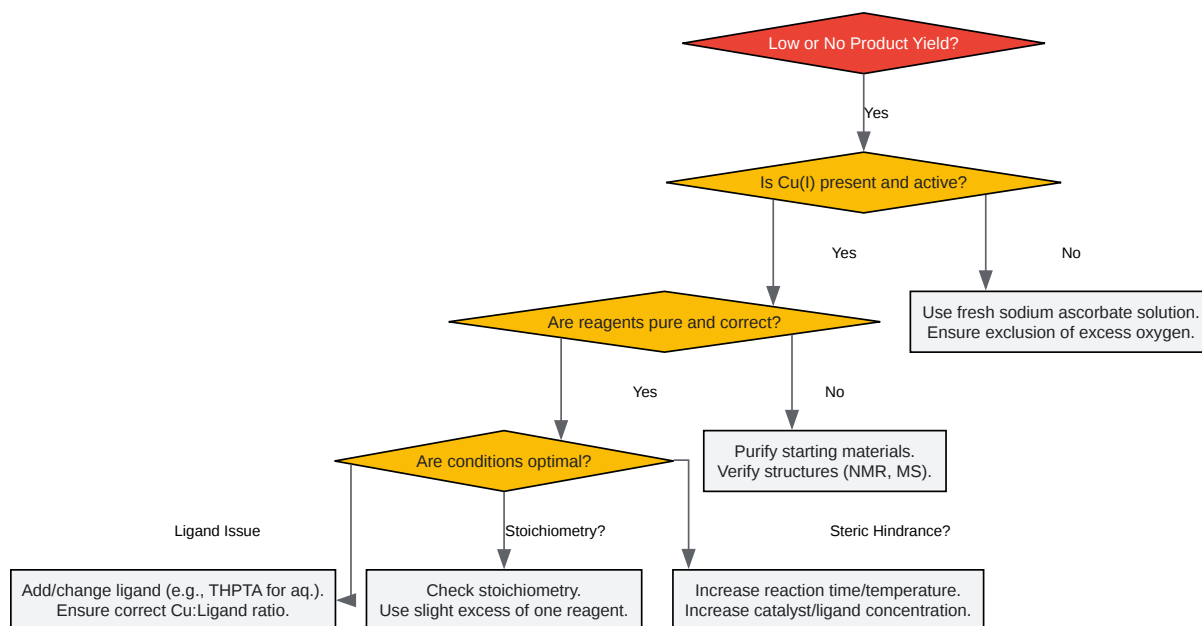 Low or No Product Yield?
Yes
Is Cu(I) present and active?
Yes
No
Use fresh sodium ascorbate solution.
Ensure exclusion of excess oxygen.
Are reagents pure and correct?
Yes
No
Purify starting materials.
Verify structures (NMR, MS).
Are conditions optimal?
Ligand Issue
Stoichiometry?
Steric Hindrance?
Add/change ligand (e.g., THPTA for aq.).
Ensure correct Cu:Ligand ratio.
Check stoichiometry.
Use slight excess of one reagent.
Increase reaction time/temperature.
Increase catalyst/ligand concentration.